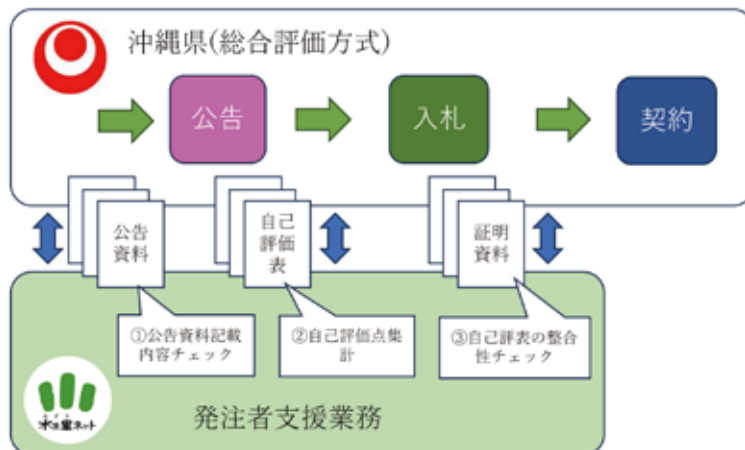 沖縄県(総合評価方式)
公告
入札
契約
公告
資料
自己
評価
表
証明
資料
①公告資料記載
内容チェック
②自己評価点集
計
③自己評表の整合
性チェック
発注者支援業務